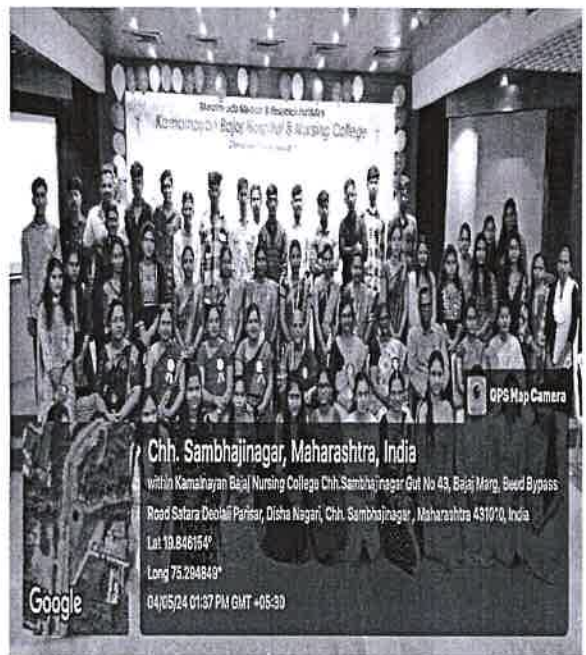 Kamalnayan Bajaj Hospital & Nursing College
GPS Map Camera
Chh. Sambhajinagar, Maharashtra, India
within Kamalnayan Bajaj Nursing College Chh.Sambhajinagar Gut No 43, Bajaj Marg, Beed Bypass
Road Satara Deolali Parisar, Disha Nagari, Chh. Sambhajinagar , Maharashtra 431010, India
Lat 19.846154°
Long 75.294849°
04/05/24 01:37 PM GMT +05:30
Google